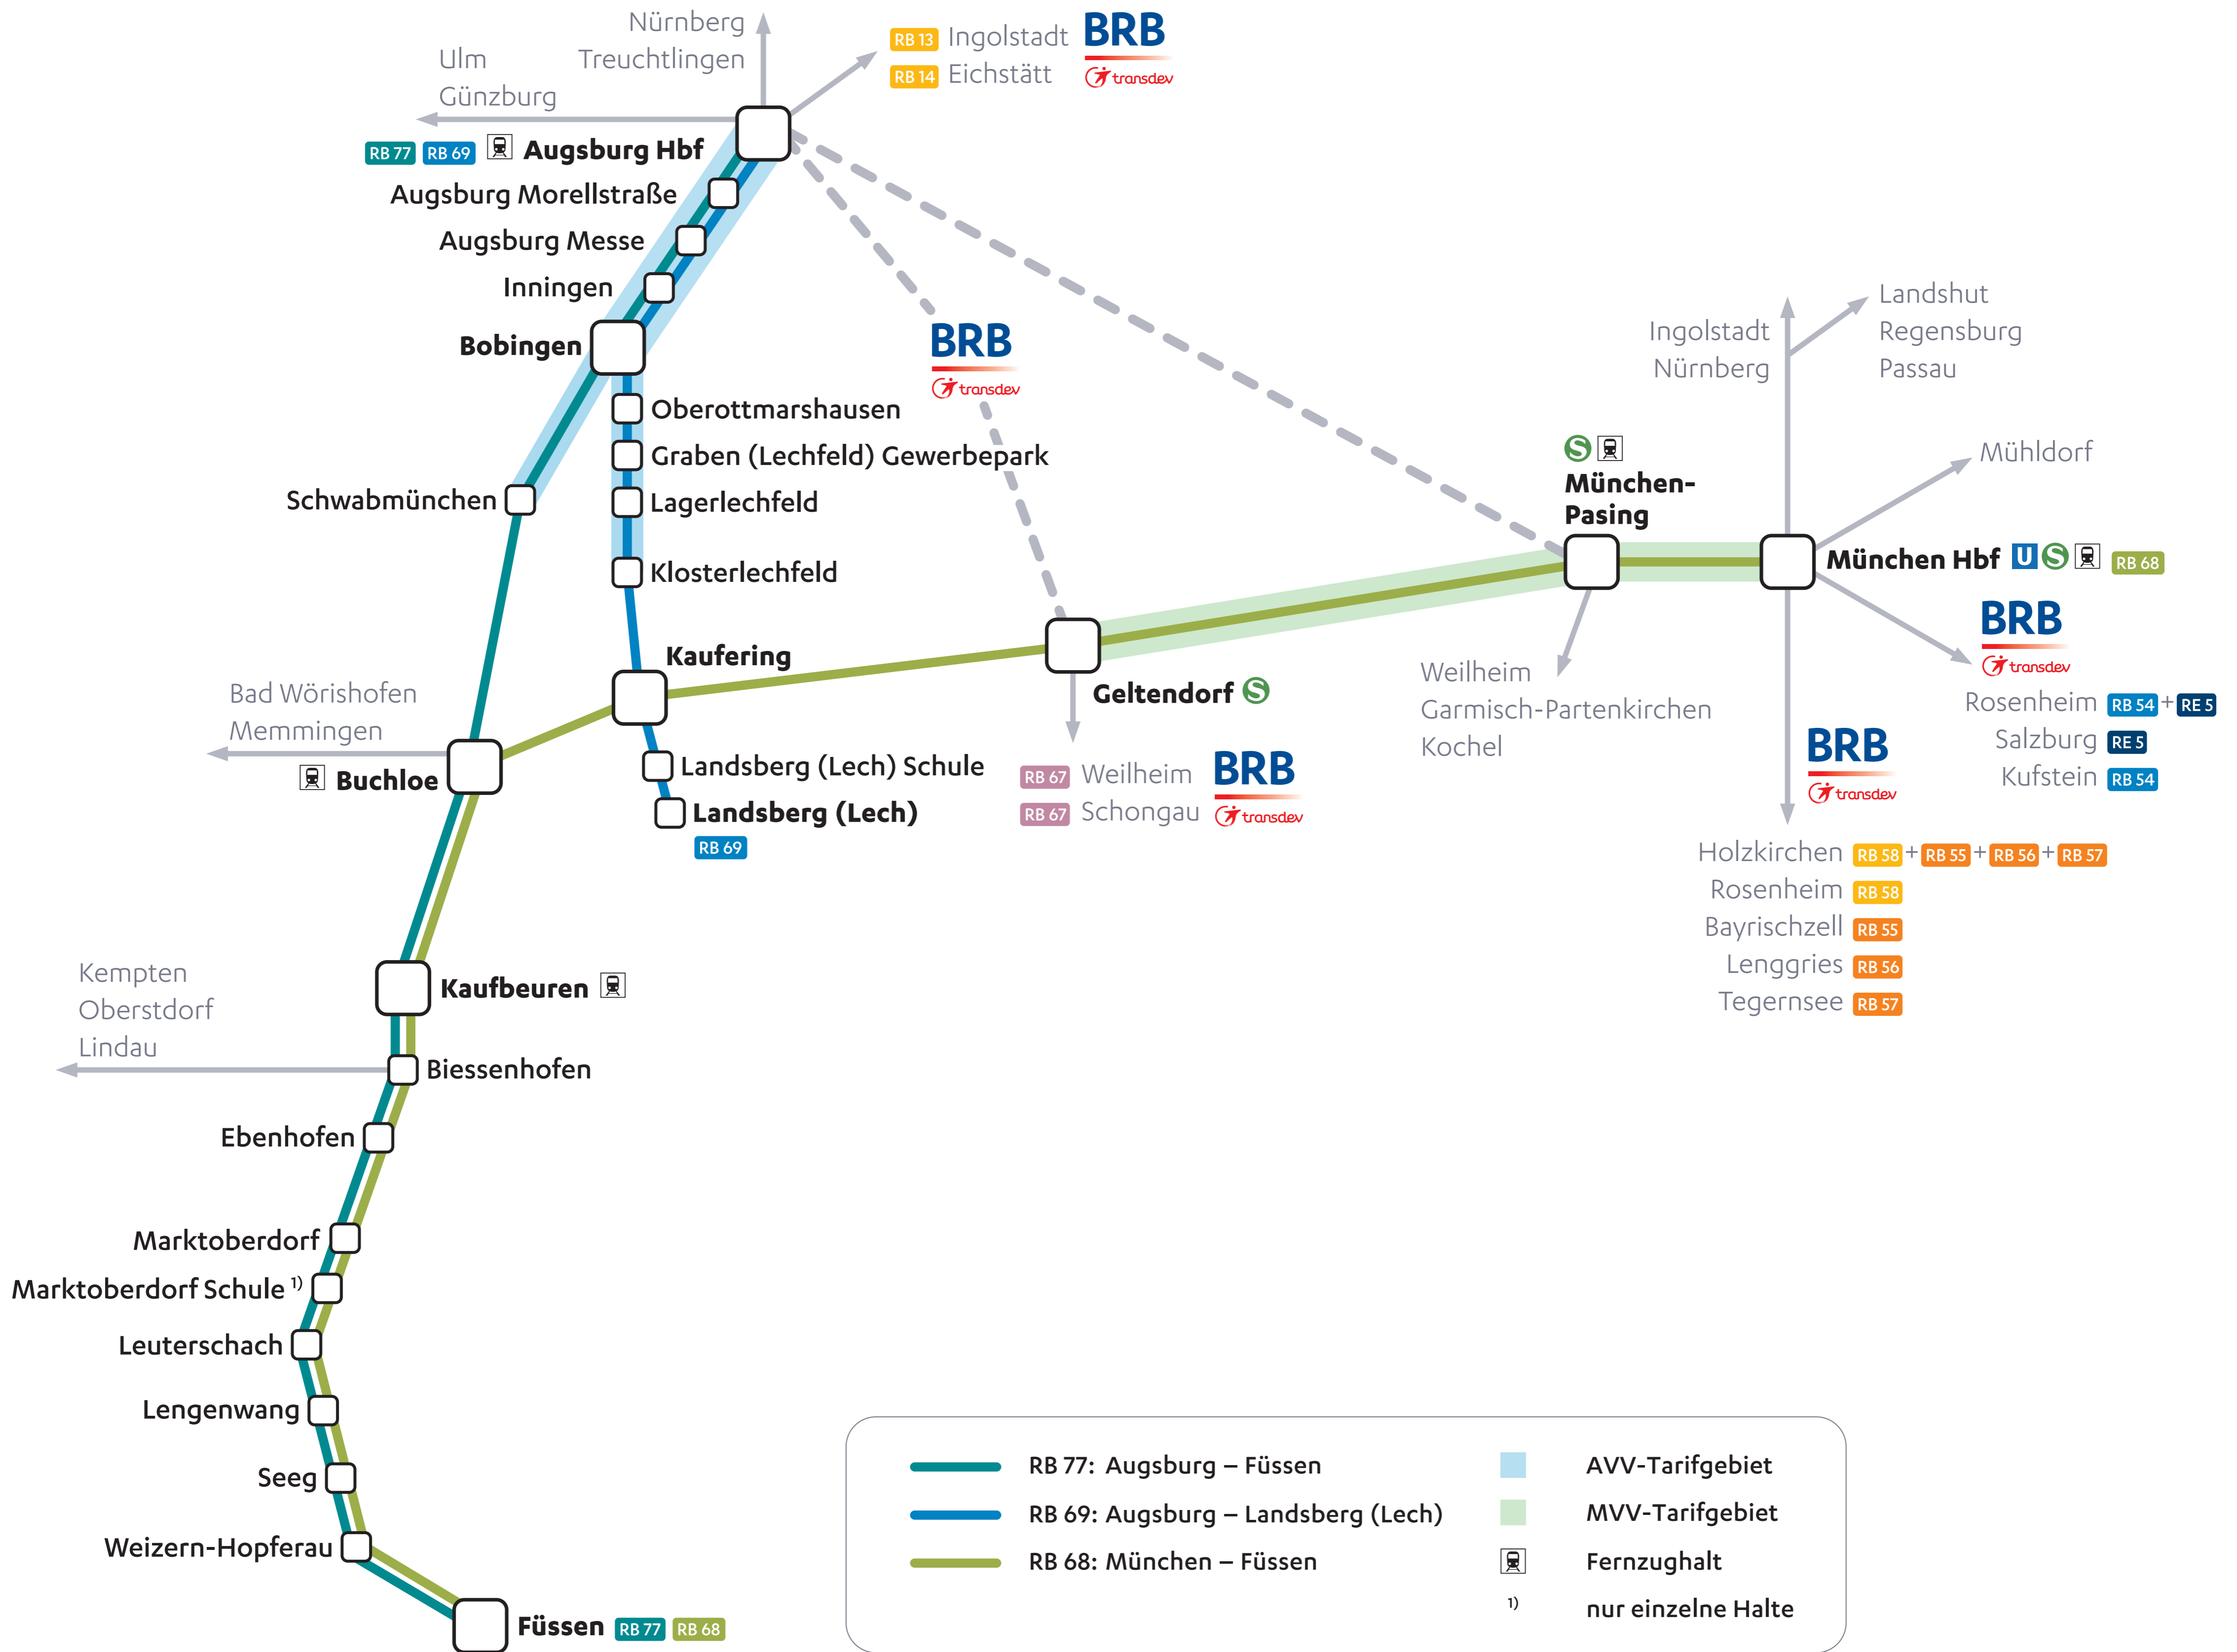 Nürnberg
Treuchtlingen
Ulm
Günzburg
RB 13 Ingolstadt
RB 14 Eichstätt
BRB
transdev
RB 77 RB 69 Augsburg Hbf
Augsburg Morellstraße
Augsburg Messe
Inningen
Bobingen
BRB
transdev
Oberottmarshausen
Graben (Lechfeld) Gewerbepark
Lagerlechfeld
Klosterlechfeld
Schwabmünchen
Kaufering
Bad Wörishofen
Memmingen
Buchloe
Landsberg (Lech) Schule
Landsberg (Lech)
RB 69
Geltendorf S
RB 67 Weilheim
RB 67 Schongau
BRB
transdev
Ingolstadt
Nürnberg
Landshut
Regensburg
Passau
Mühldorf
S
München-
Pasing
München Hbf U S RB 68
Weilheim
Garmisch-Partenkirchen
Kochel
BRB
transdev
Rosenheim RB 54 + RE 5
Salzburg RE 5
Kufstein RB 54
BRB
transdev
Holzkirchen RB 58 + RB 55 + RB 56 + RB 57
Rosenheim RB 58
Bayrischzell RB 55
Lenggries RB 56
Tegernsee RB 57
Kaufbeuren
Kempten
Oberstdorf
Lindau
Biessenhofen
Ebenhofen
Marktoberdorf
Marktoberdorf Schule 1)
Leuterschach
Lengenwang
Seeg
Weizern-Hopferau
Füssen RB 77 RB 68
RB 77: Augsburg – Füssen
RB 69: Augsburg – Landsberg (Lech)
RB 68: München – Füssen
AVV-Tarifgebiet
MVV-Tarifgebiet
Fernzughalt
1) nur einzelne Halte